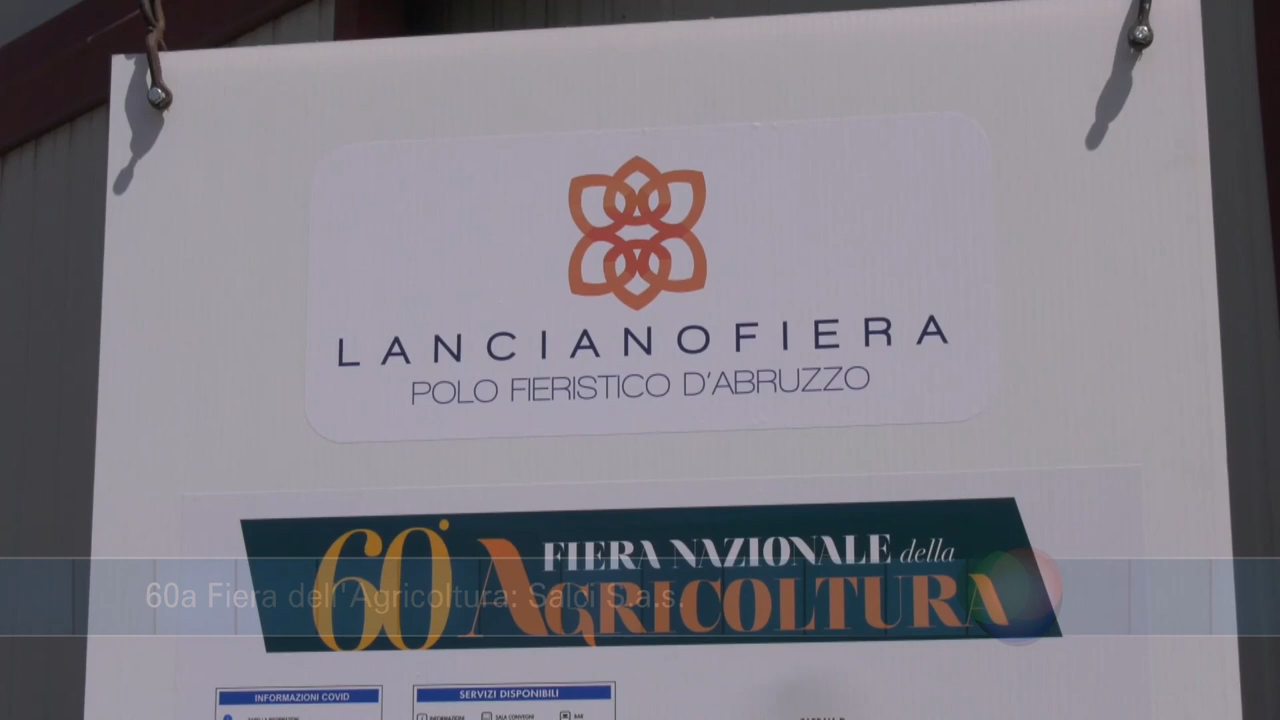 LANCIANOFIERA
POLO FIERISTICO D'ABRUZZO
60° FIERA NAZIONALE della
AGRICOLTURA
60a Fiera dell'Agricoltura: Salpi S.a.s.
INFORMAZIONI COVID
SERVIZI DISPONIBILI
INFORMAZIONI
SALA CONVEGNI
BAR